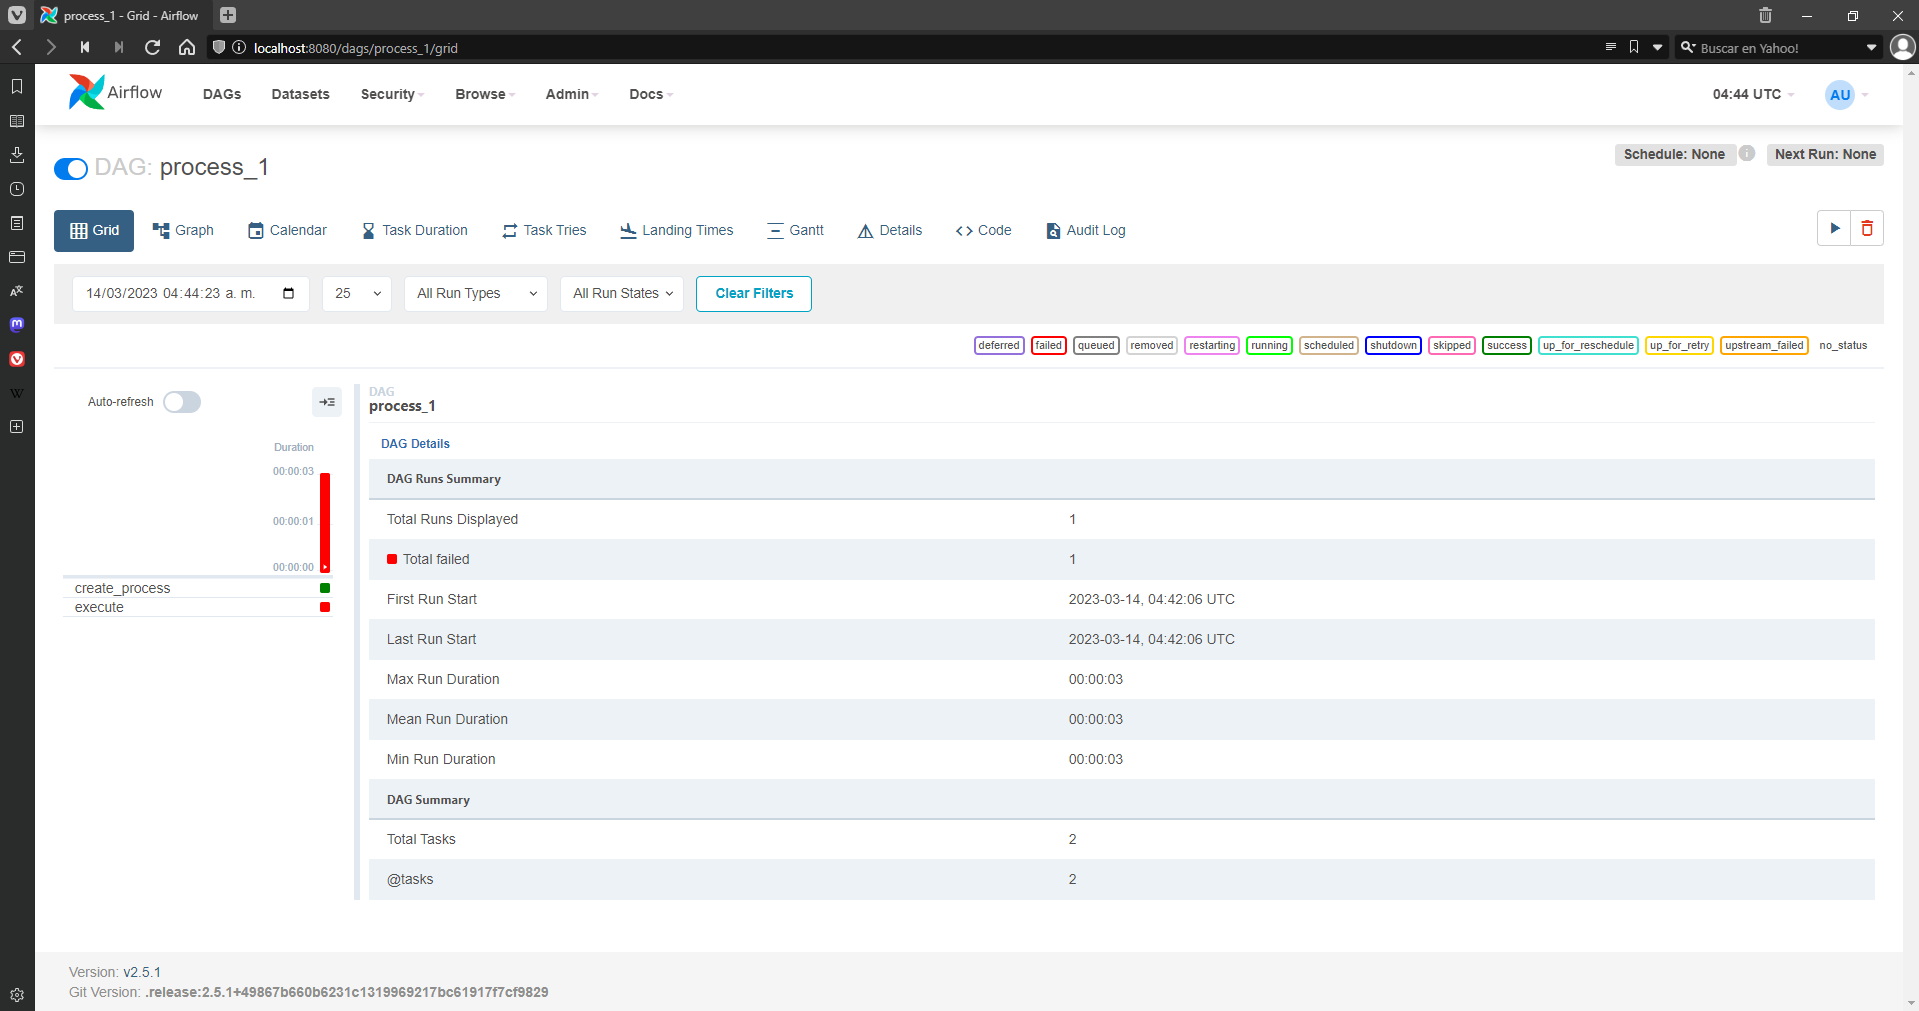 process_1 - Grid - Airflow
localhost:8080/dags/process_1/grid
Buscar en Yahoo!
Airflow
DAGs
Datasets
Security
Browse
Admin
Docs
04:44 UTC
AU
DAG: process_1
Schedule: None
Next Run: None
Grid
Graph
Calendar
Task Duration
Task Tries
Landing Times
Gantt
Details
Code
Audit Log
14/03/2023 04:44:23 a. m.
25
All Run Types
All Run States
Clear Filters
deferred
failed
queued
removed
restarting
running
scheduled
shutdown
skipped
success
up_for_reschedule
up_for_retry
upstream_failed
no_status
Auto-refresh
Duration
00:00:03
00:00:01
00:00:00
create_process
execute
DAG
process_1
DAG Details
DAG Runs Summary
Total Runs Displayed 1
Total failed 1
First Run Start 2023-03-14, 04:42:06 UTC
Last Run Start 2023-03-14, 04:42:06 UTC
Max Run Duration 00:00:03
Mean Run Duration 00:00:03
Min Run Duration 00:00:03
DAG Summary
Total Tasks 2
@tasks 2
Version: v2.5.1
Git Version: .release:2.5.1+49867b660b6231c1319969217bc61917f7cf9829